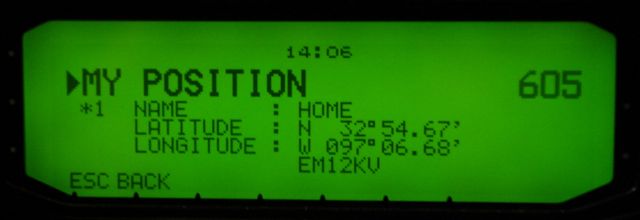 14:06
▶MY POSITION 605
*1 NAME : HOME
LATITUDE : N 32°54.67'
LONGITUDE : W 097°06.68'
EM12KV
ESC BACK